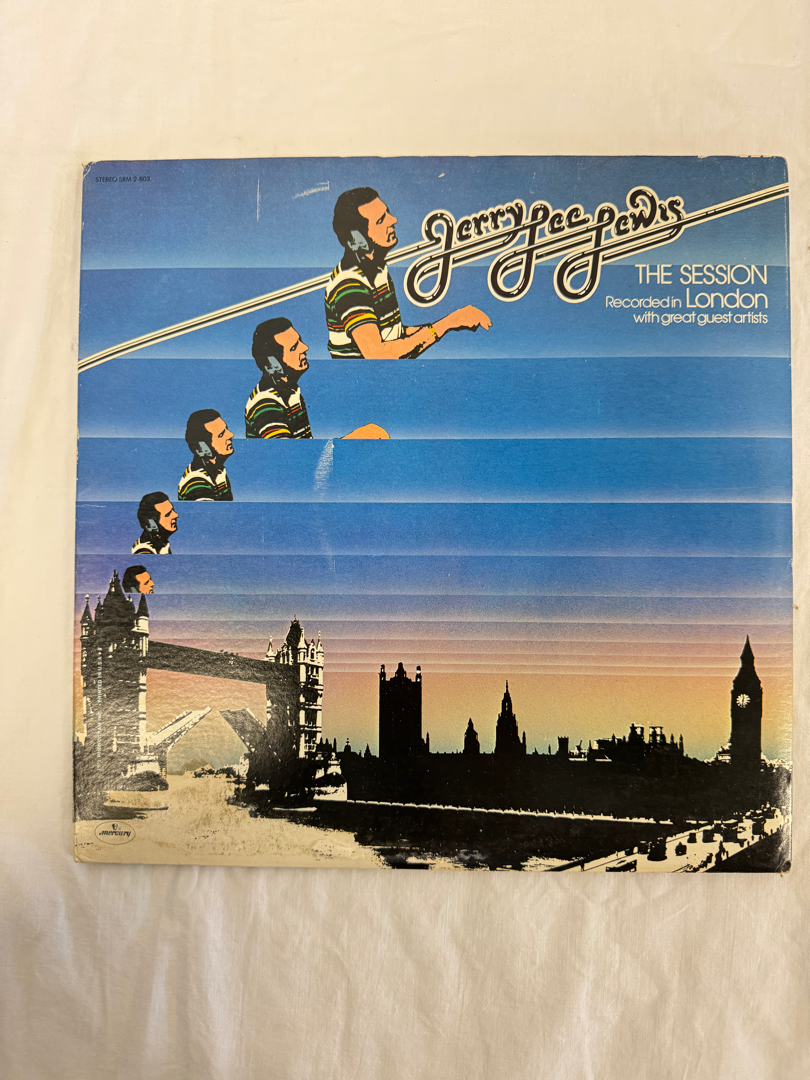 STEREO SRM 2-803
Jerry Lee Lewis
THE SESSION
Recorded in London
with great guest artists
mercury